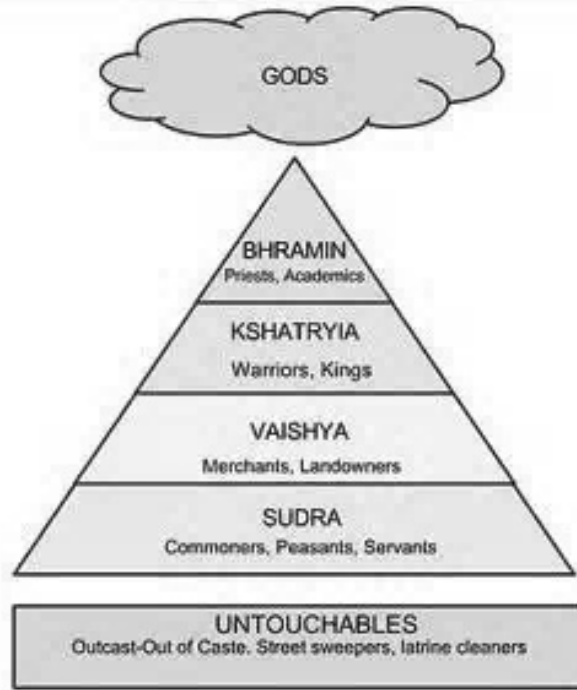 GODS
BHRAMIN
Priests, Academics
KSHATRYIA
Warriors, Kings
VAISHYA
Merchants, Landowners
SUDRA
Commoners, Peasants, Servants
UNTOUCHABLES
Outcast-Out of Caste. Street sweepers, latrine cleaners